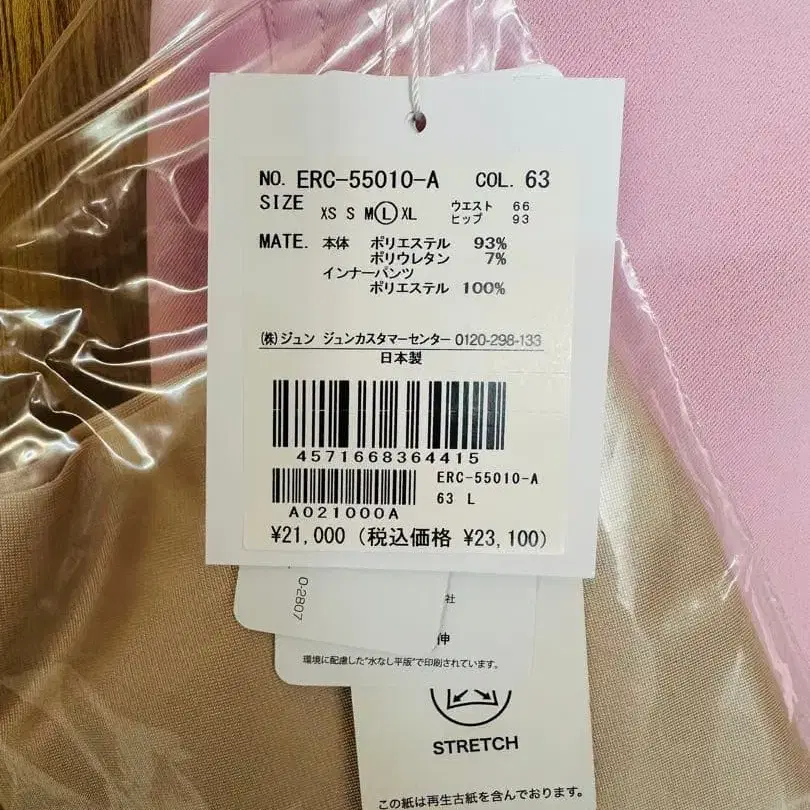 NO. ERC-55010-A COL. 63
SIZE XS S M L XL ウエスト 66
ヒップ 93
MATE. 本体 ポリエステル 93%
ポリウレタン 7%
インナーパンツ
ポリエステル 100%
(株)ジュン ジュンカスタマーセンター 0120-298-133
日本製
4571668364415
ERC-55010-A
63 L
A021000A
¥21,000 (税込価格 ¥23,100)
0-2807
社
伸
環境に配慮した"水なし平版"で印刷されています。
STRETCH
この紙は再生古紙を含んでおります。